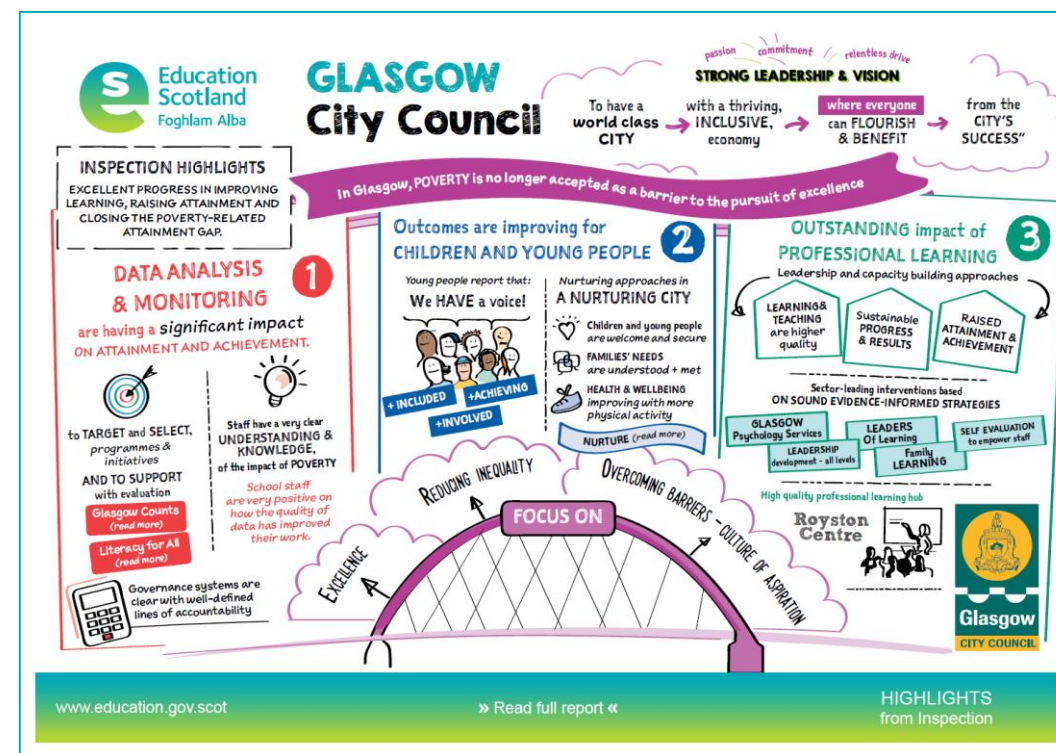 Education
Scotland
Foghlam Alba
GLASGOW
City Council
passion commitment relentless drive
STRONG LEADERSHIP & VISION
To have a
world class
CITY
with a thriving,
INCLUSIVE,
economy
where everyone
can FLOURISH
& BENEFIT
from the
CITY'S
SUCCESS"
INSPECTION HIGHLIGHTS
EXCELLENT PROGRESS IN IMPROVING
LEARNING, RAISING ATTAINMENT AND
CLOSING THE POVERTY-RELATED
ATTAINMENT GAP.
In Glasgow, POVERTY is no longer accepted as a barrier to the pursuit of excellence
DATA ANALYSIS
& MONITORING
1
are having a significant impact
ON ATTAINMENT AND ACHIEVEMENT.
to TARGET and SELECT,
programmes &
initiatives
AND TO SUPPORT
with evaluation
Glasgow Counts
(read more)
Literacy for All
(read more)
Staff have a very clear
UNDERSTANDING &
KNOWLEDGE,
of the impact of POVERTY
School staff
are very positive on
how the quality of
data has improved
their work.
Governance systems are
clear with well-defined
lines of accountability
Outcomes are improving for
CHILDREN AND YOUNG PEOPLE
2
Young people report that:
We HAVE a voice!
+ INCLUDED
+ACHIEVING
+INVOLVED
Nurturing approaches in
A NURTURING CITY
Children and young people
are welcome and secure
FAMILIES' NEEDS
are understood + met
HEALTH & WELLBEING
improving with more
physical activity
NURTURE (read more)
OUTSTANDING impact of
PROFESSIONAL LEARNING
3
Leadership and capacity building approaches
LEARNING&
TEACHING
are higher
quality
Sustainable
PROGRESS
& RESULTS
RAISED
ATTAINMENT &
ACHIEVEMENT
Sector-leading interventions based
ON SOUND EVIDENCE-INFORMED STRATEGIES
GLASGOW
Psychology Services
LEADERS
Of Learning
SELF EVALUATION
to empower staff
LEADERSHIP
development - all levels
Family
LEARNING
High quality professional learning hub
Royston
Centre
EXCELLENCE
REDUCING INEQUALITY
OVERCOMING BARRIERS - CULTURE OF ASPIRATION
FOCUS ON
Glasgow
CITY COUNCIL
www.education.gov.scot
» Read full report «
HIGHLIGHTS
from Inspection